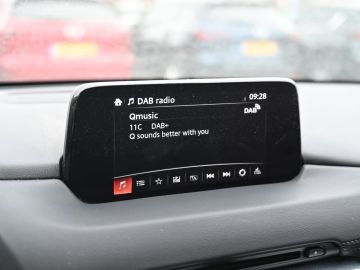 DAB radio 09:28
Qmusic DAB
11C DAB+
Q sounds better with you